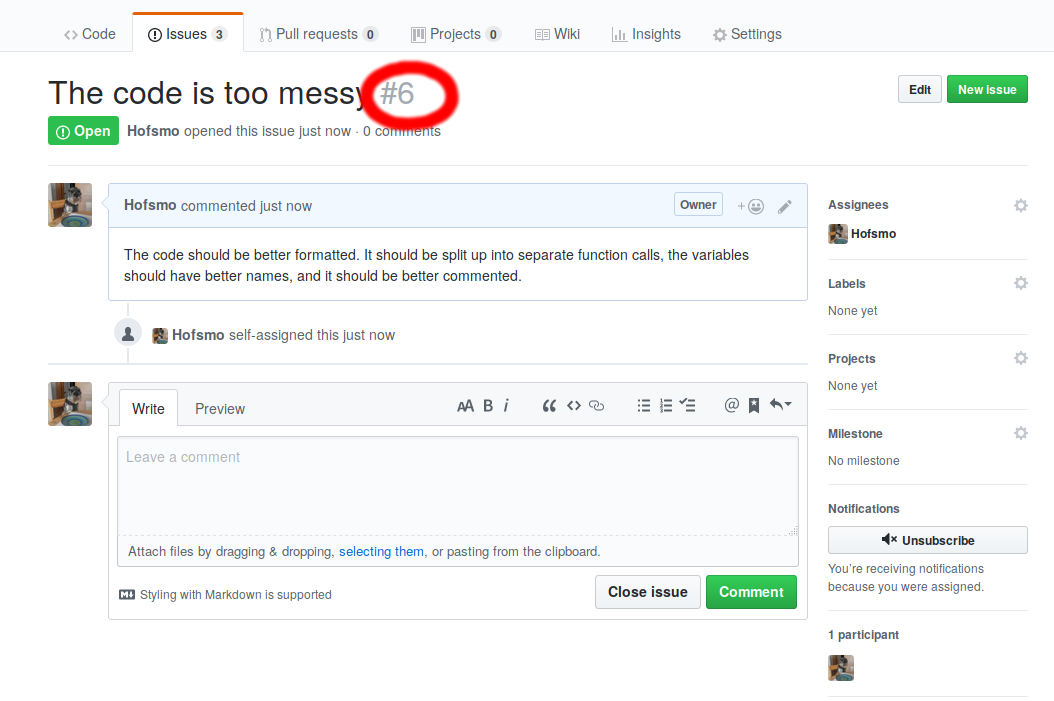 Code Issues 3 Pull requests 0 Projects 0 Wiki Insights Settings
The code is too messy #6
Edit New issue
Open Hofsmo opened this issue just now · 0 comments
Hofsmo commented just now Owner
The code should be better formatted. It should be split up into separate function calls, the variables
should have better names, and it should be better commented.
Hofsmo self-assigned this just now
Write Preview
Leave a comment
Attach files by dragging & dropping, selecting them, or pasting from the clipboard.
Styling with Markdown is supported
Close issue Comment
Assignees
Hofsmo
Labels
None yet
Projects
None yet
Milestone
No milestone
Notifications
Unsubscribe
You're receiving notifications
because you were assigned.
1 participant